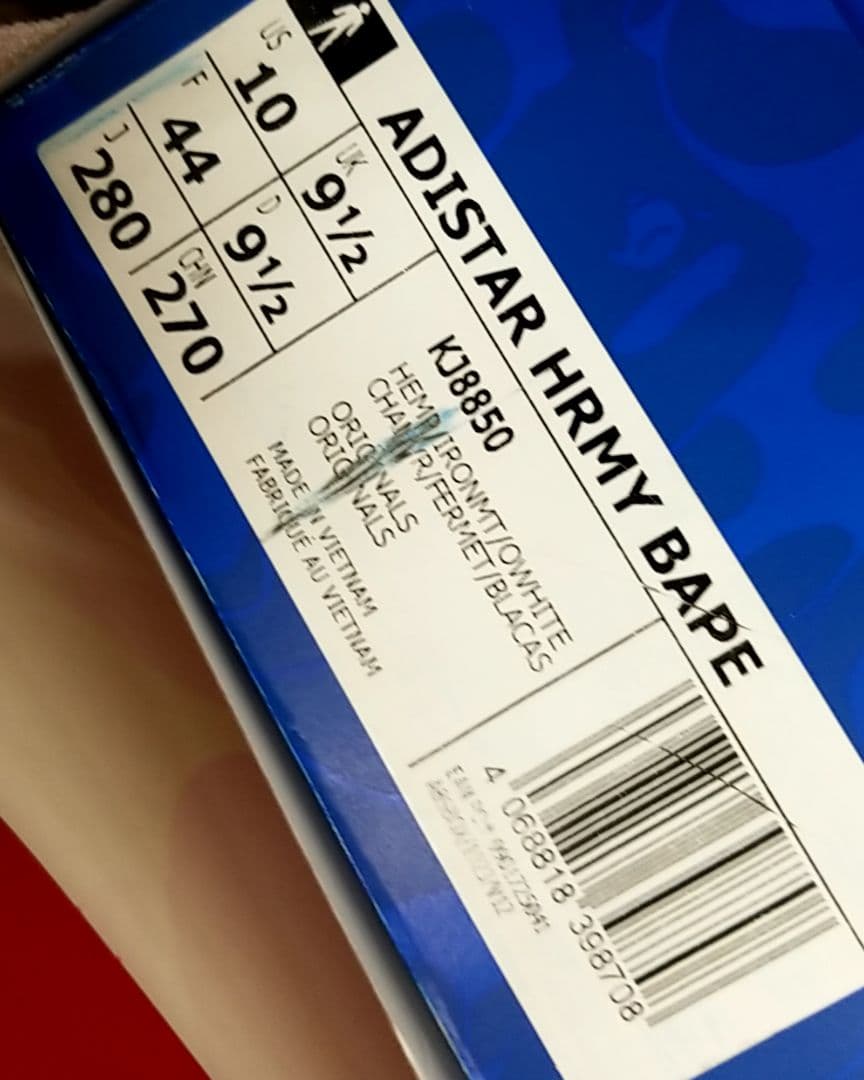 ADISTAR HRMY BAPE
US 10 UK 9½
F 44 D 9½
J 280 CHN 270
KJ8850
HEMP/IRONMT/OWHITE
CHANVR/FERMET/BLACAS
ORIGINALS
ORIGINALS
MADE IN VIETNAM
FABRIQUÉ AU VIETNAM
4 068818 398708